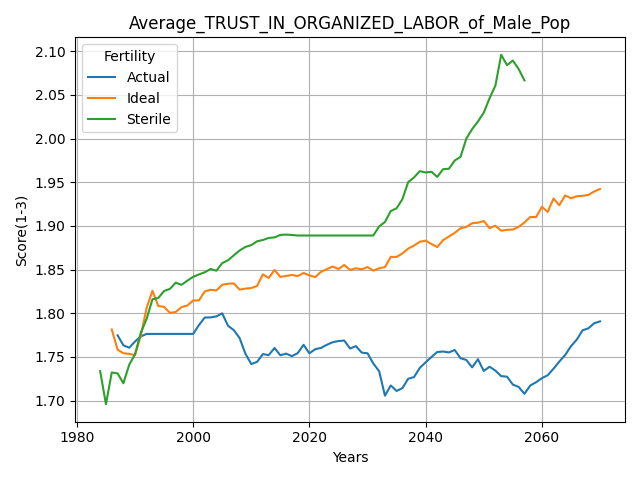 Average_TRUST_IN_ORGANIZED_LABOR_of_Male_Pop
Fertility
Actual
Ideal
Sterile
Score(1-3)
2.10
2.05
2.00
1.95
1.90
1.85
1.80
1.75
1.70
1980
2000
2020
2040
2060
Years